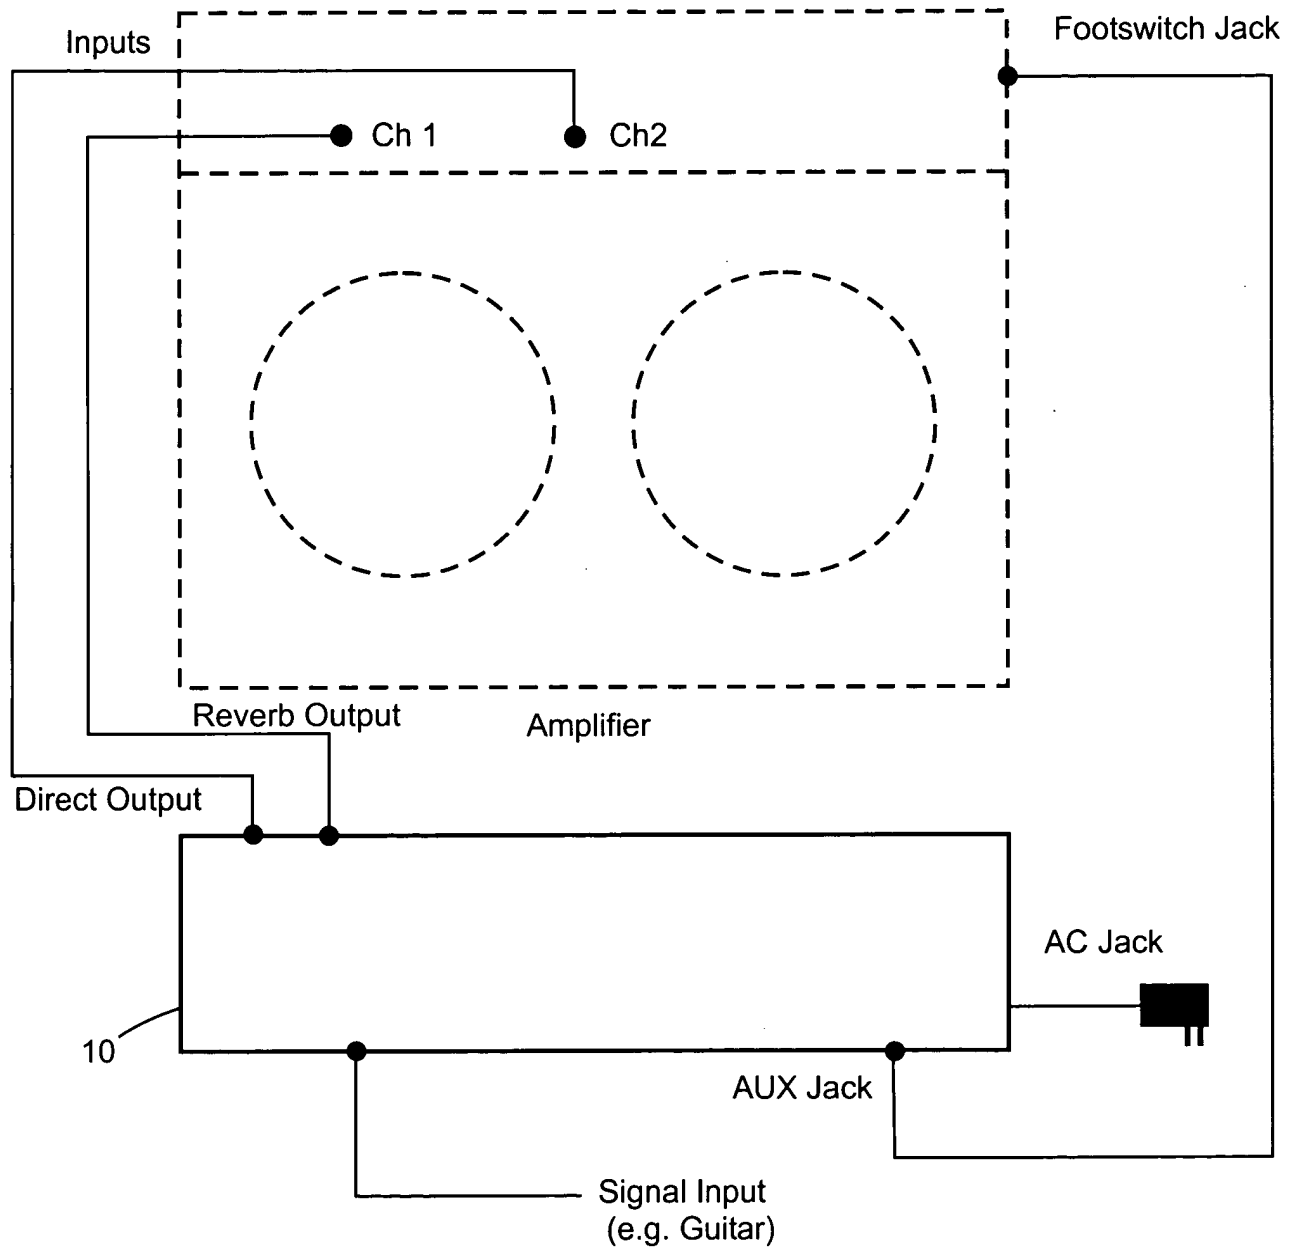 Footswitch Jack
Inputs
Ch 1
Ch2
Reverb Output
Amplifier
Direct Output
AC Jack
10
AUX Jack
Signal Input
(e.g. Guitar)